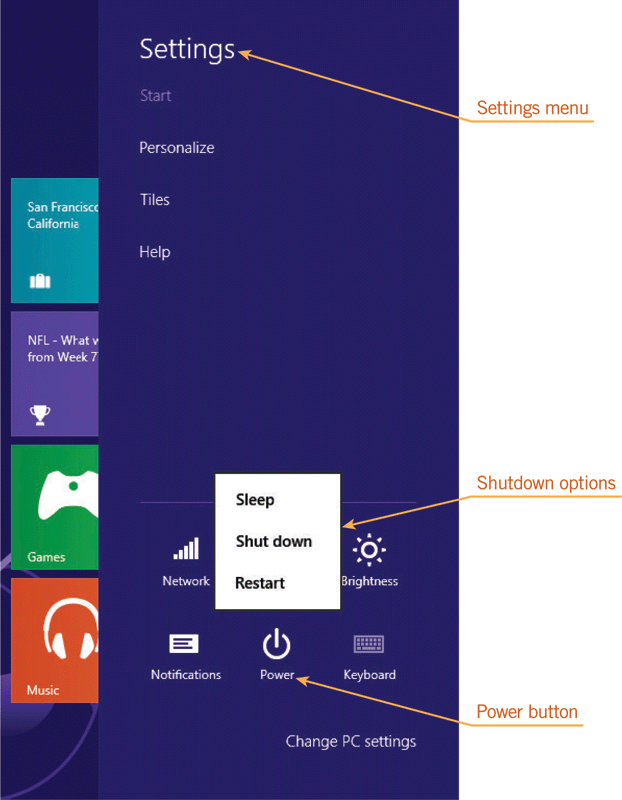 Settings
Settings menu
Start
Personalize
Tiles
Help
San Francisco
California
NFL - What w
from Week 7
Games
Music
Sleep
Shut down
Restart
Shutdown options
Network
Brightness
Notifications
Power
Keyboard
Power button
Change PC settings